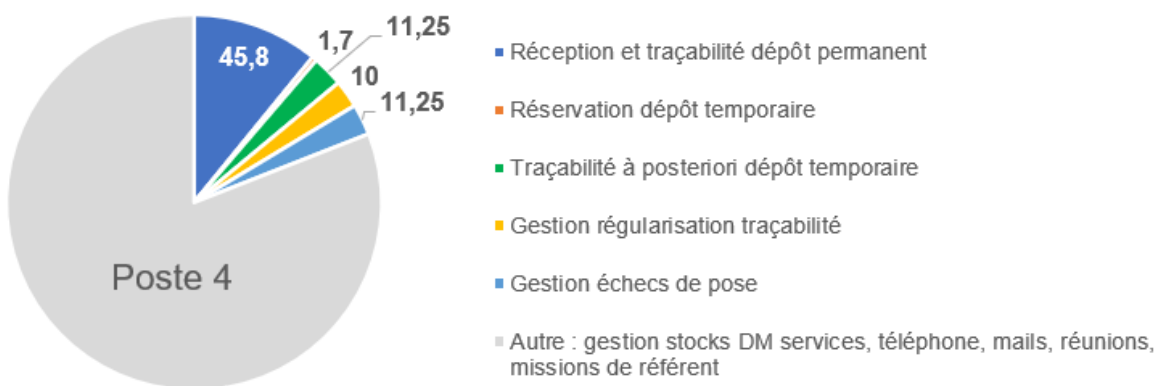 45,8
1,7
11,25
10
11,25
Poste 4
Réception et traçabilité dépôt permanent
Réservation dépôt temporaire
Traçabilité à posteriori dépôt temporaire
Gestion régularisation traçabilité
Gestion échecs de pose
Autre : gestion stocks DM services, téléphone, mails, réunions,
missions de référent